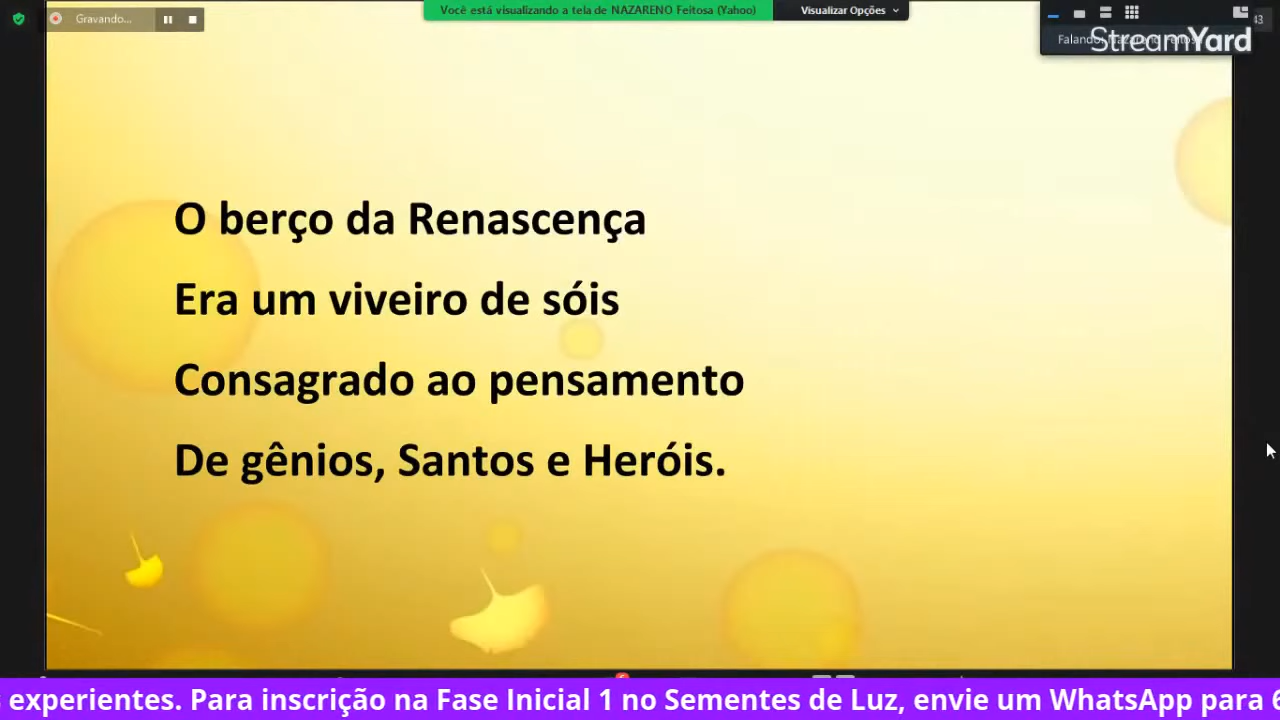 Gravando...
Você está visualizando a tela de NAZARENO Feitosa (Yahoo)
Visualizar Opções
43
StreamYard
O berço da Renascença
Era um viveiro de sóis
Consagrado ao pensamento
De gênios, Santos e Heróis.
experientes. Para inscrição na Fase Inicial 1 no Sementes de Luz, envie um WhatsApp para